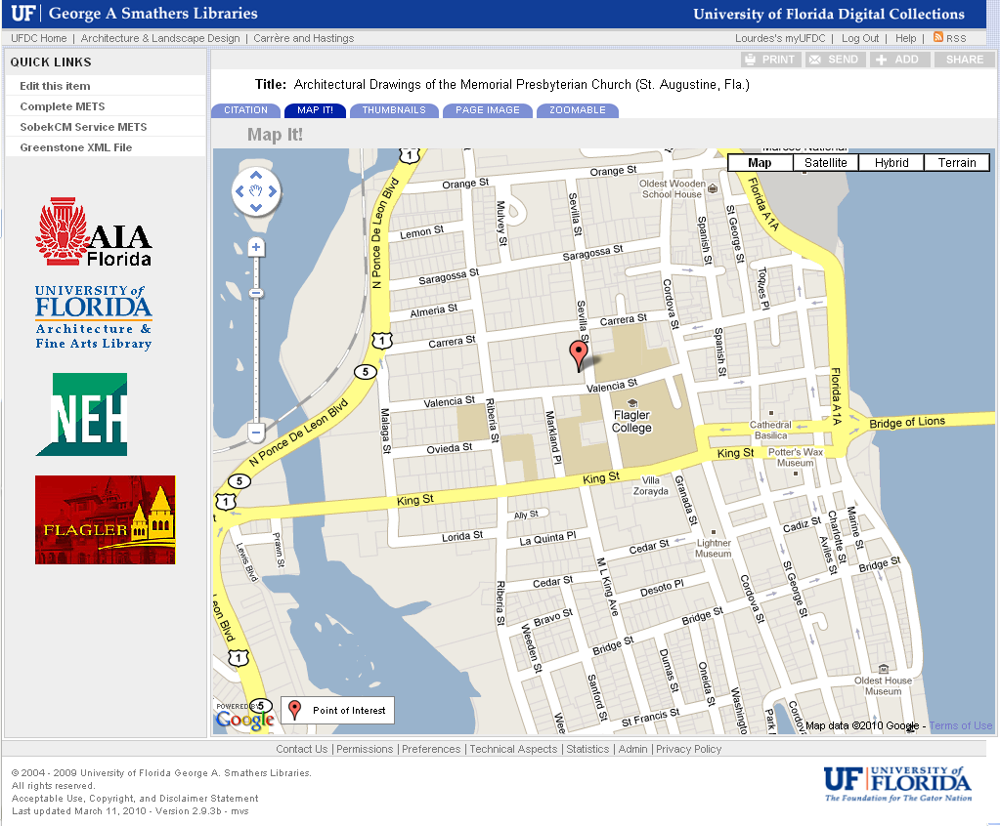 UF George A Smathers Libraries
University of Florida Digital Collections
UFDC Home | Architecture & Landscape Design | Carrère and Hastings
Lourdes's myUFDC | Log Out | Help | RSS
QUICK LINKS
Edit this item
Complete METS
SobekCM Service METS
Greenstone XML File
PRINT SEND ADD SHARE
Title: Architectural Drawings of the Memorial Presbyterian Church (St. Augustine, Fla.)
CITATION MAP IT! THUMBNAILS PAGE IMAGE ZOOMABLE
Map It!
AIA
Florida
UNIVERSITY of
FLORIDA
Architecture &
Fine Arts Library
NEH
FLAGLER
Map Satellite Hybrid Terrain
1
N Ponce De Leon Blvd
Orange St
Orange St
Oldest Wooden
School House
Florida A1A
Mulvey St
Sevilla St
Spanish St
St George St
Lemon St
Saragossa St
Saragossa St
Toques Pl
Cordova St
Almeria St
Sevilla St
Carrera St
Carrera St
Spanish St
1
5
Valencia St
Valencia St
Florida A1A
Malaga St
Riberia St
Markland Pl
Flagler
College
Cathedral
Basilica
Bridge of Lions
N Ponce De Leon Blvd
Ovieda St
King St
Potter's Wax
Museum
5
1
King St
King St
Villa
Zorayda
Granada St
Ally St
Lorida St
La Quinta Pl
Cedar St
Lightner
Museum
Cadiz St
Charlotte St
Marine St
Aviles St
Prawn St
Lewis Blvd
Riberia St
Cedar St
M L King Ave
Desoto Pl
Cordova St
St George St
Bridge St
Leon Blvd
Bravo St
Bridge St
Weeden St
Bridge St
1
Dumas St
Oneida St
Washington
Oldest House
Museum
Sanford St
5
St Francis St
Wee
Park
Cordova
POWERED BY
Google
Point of Interest
Map data ©2010 Google - Terms of Use
Contact Us | Permissions | Preferences | Technical Aspects | Statistics | Admin | Privacy Policy
© 2004 - 2009 University of Florida George A. Smathers Libraries.
All rights reserved.
Acceptable Use, Copyright, and Disclaimer Statement
Last updated March 11, 2010 - Version 2.9.3b - mvs
UF UNIVERSITY of
FLORIDA
The Foundation for The Gator Nation